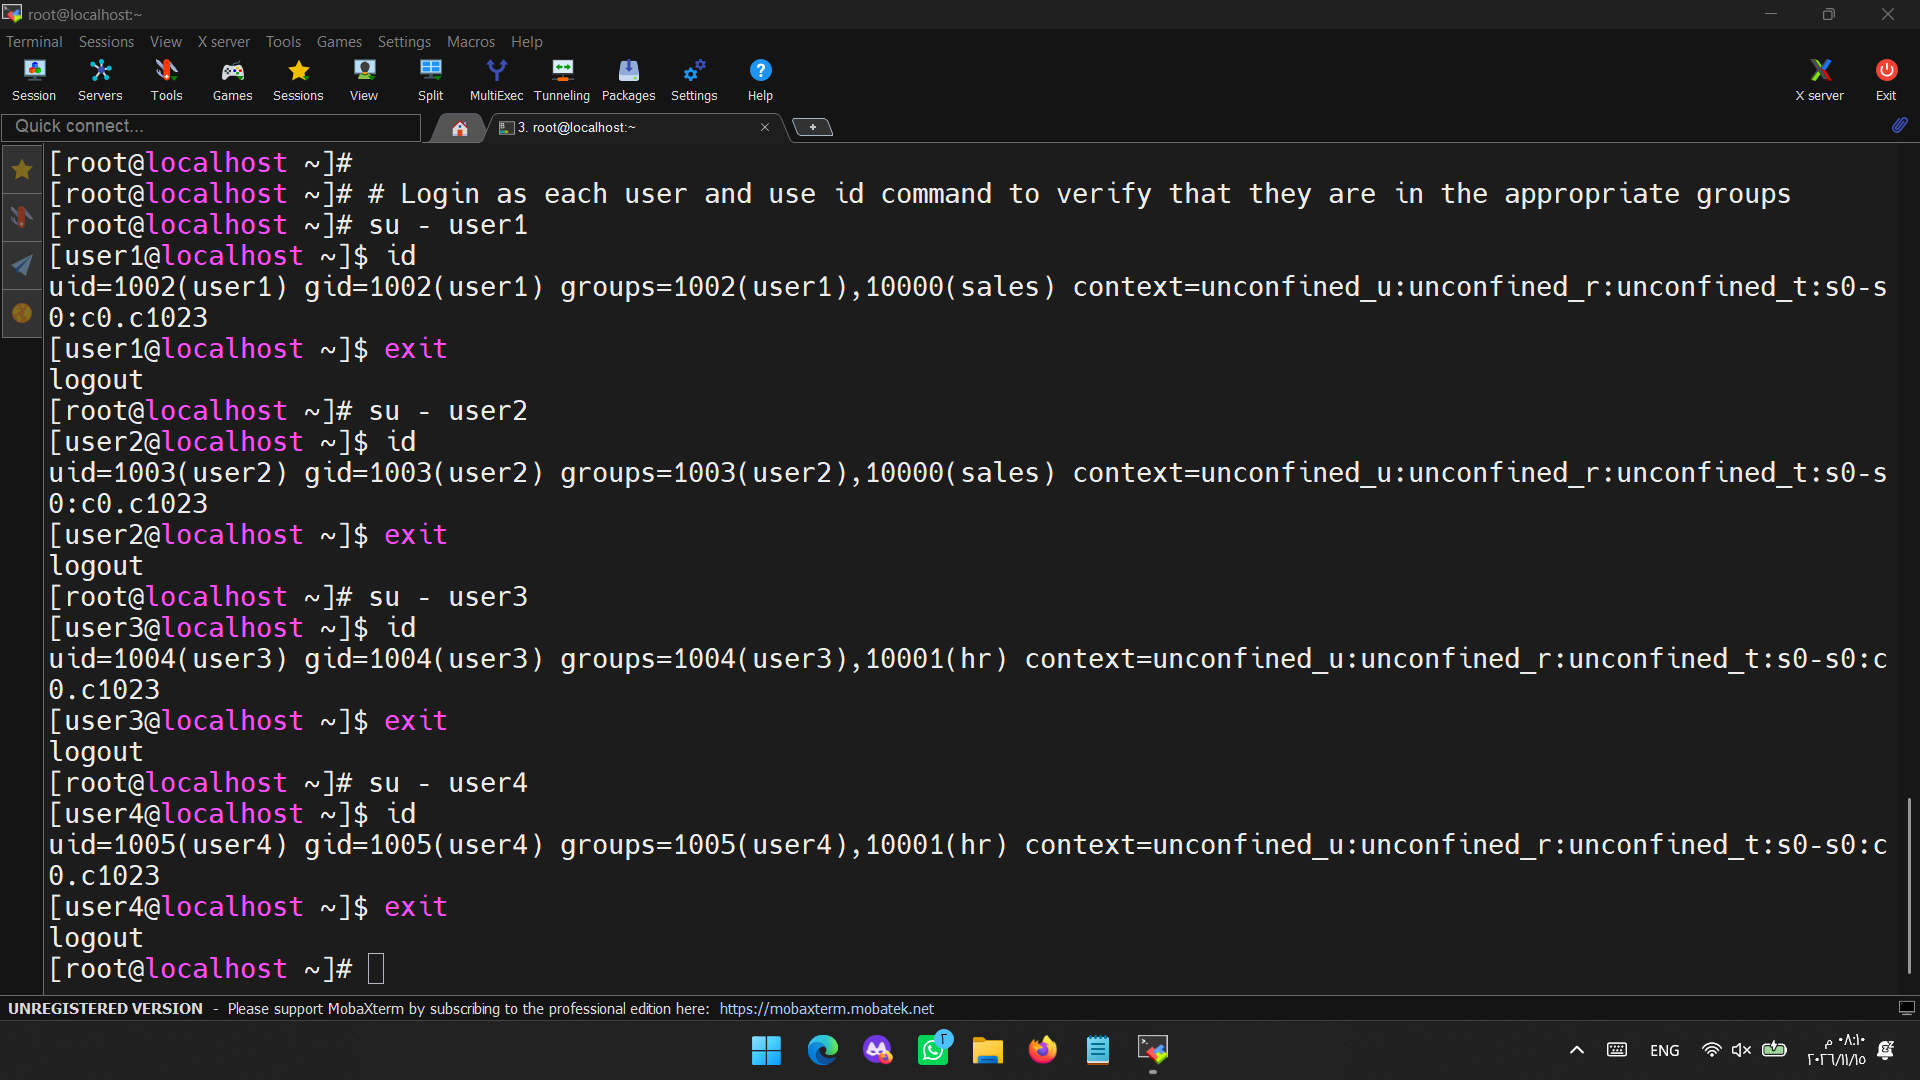 root@localhost:~
Terminal Sessions View X server Tools Games Settings Macros Help
Session Servers Tools Games Sessions View Split MultiExec Tunneling Packages Settings Help X server Exit
Quick connect... 3. root@localhost:~
[root@localhost ~]#
[root@localhost ~]# # Login as each user and use id command to verify that they are in the appropriate groups
[root@localhost ~]# su - user1
[user1@localhost ~]$ id
uid=1002(user1) gid=1002(user1) groups=1002(user1),10000(sales) context=unconfined_u:unconfined_r:unconfined_t:s0-s
0:c0.c1023
[user1@localhost ~]$ exit
logout
[root@localhost ~]# su - user2
[user2@localhost ~]$ id
uid=1003(user2) gid=1003(user2) groups=1003(user2),10000(sales) context=unconfined_u:unconfined_r:unconfined_t:s0-s
0:c0.c1023
[user2@localhost ~]$ exit
logout
[root@localhost ~]# su - user3
[user3@localhost ~]$ id
uid=1004(user3) gid=1004(user3) groups=1004(user3),10001(hr) context=unconfined_u:unconfined_r:unconfined_t:s0-s0:c
0.c1023
[user3@localhost ~]$ exit
logout
[root@localhost ~]# su - user4
[user4@localhost ~]$ id
uid=1005(user4) gid=1005(user4) groups=1005(user4),10001(hr) context=unconfined_u:unconfined_r:unconfined_t:s0-s0:c
0.c1023
[user4@localhost ~]$ exit
logout
[root@localhost ~]#
UNREGISTERED VERSION - Please support MobaXterm by subscribing to the professional edition here: https://mobaxterm.mobatek.net
٢
ENG
٠٨:١٠ م
٢٠٢٦/١١/١٥